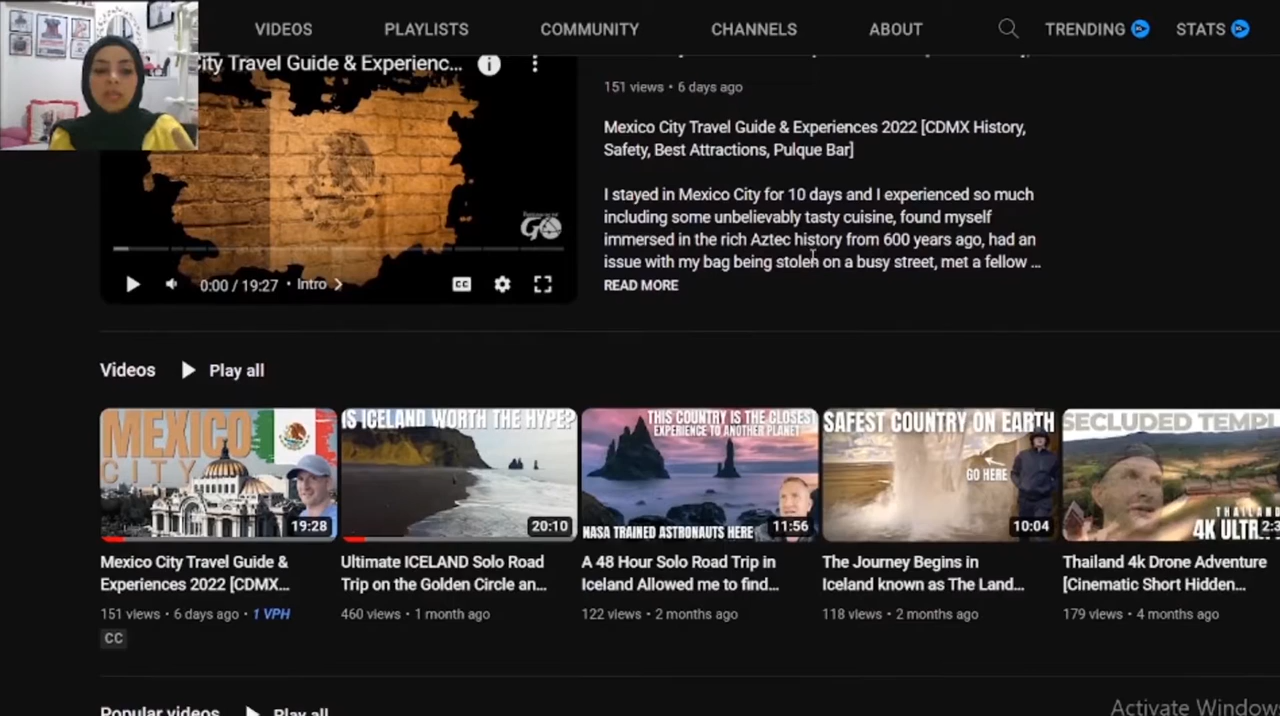 VIDEOS PLAYLISTS COMMUNITY CHANNELS ABOUT TRENDING STATS
City Travel Guide & Experienc...
151 views • 6 days ago
Mexico City Travel Guide & Experiences 2022 [CDMX History,
Safety, Best Attractions, Pulque Bar]
I stayed in Mexico City for 10 days and I experienced so much
including some unbelievably tasty cuisine, found myself
immersed in the rich Aztec history from 600 years ago, had an
issue with my bag being stolen on a busy street, met a fellow ...
READ MORE
GO
0:00 / 19:27 • Intro
CC
Videos Play all
MEXICO
CITY
19:28
IS ICELAND WORTH THE HYPE?
20:10
THIS COUNTRY IS THE CLOSEST
EXPERIENCE TO ANOTHER PLANET
NASA TRAINED ASTRONAUTS HERE
11:56
SAFEST COUNTRY ON EARTH
GO HERE
10:04
SECLUDED TEMPL
THAILAND
4K ULTR
2:3
Mexico City Travel Guide &
Experiences 2022 [CDMX...
151 views • 6 days ago • 1 VPH
CC
Ultimate ICELAND Solo Road
Trip on the Golden Circle an...
460 views • 1 month ago
A 48 Hour Solo Road Trip in
Iceland Allowed me to find...
122 views • 2 months ago
The Journey Begins in
Iceland known as The Land...
118 views • 2 months ago
Thailand 4k Drone Adventure
[Cinematic Short Hidden...
179 views • 4 months ago
Popular videos Play all
Activate Windows